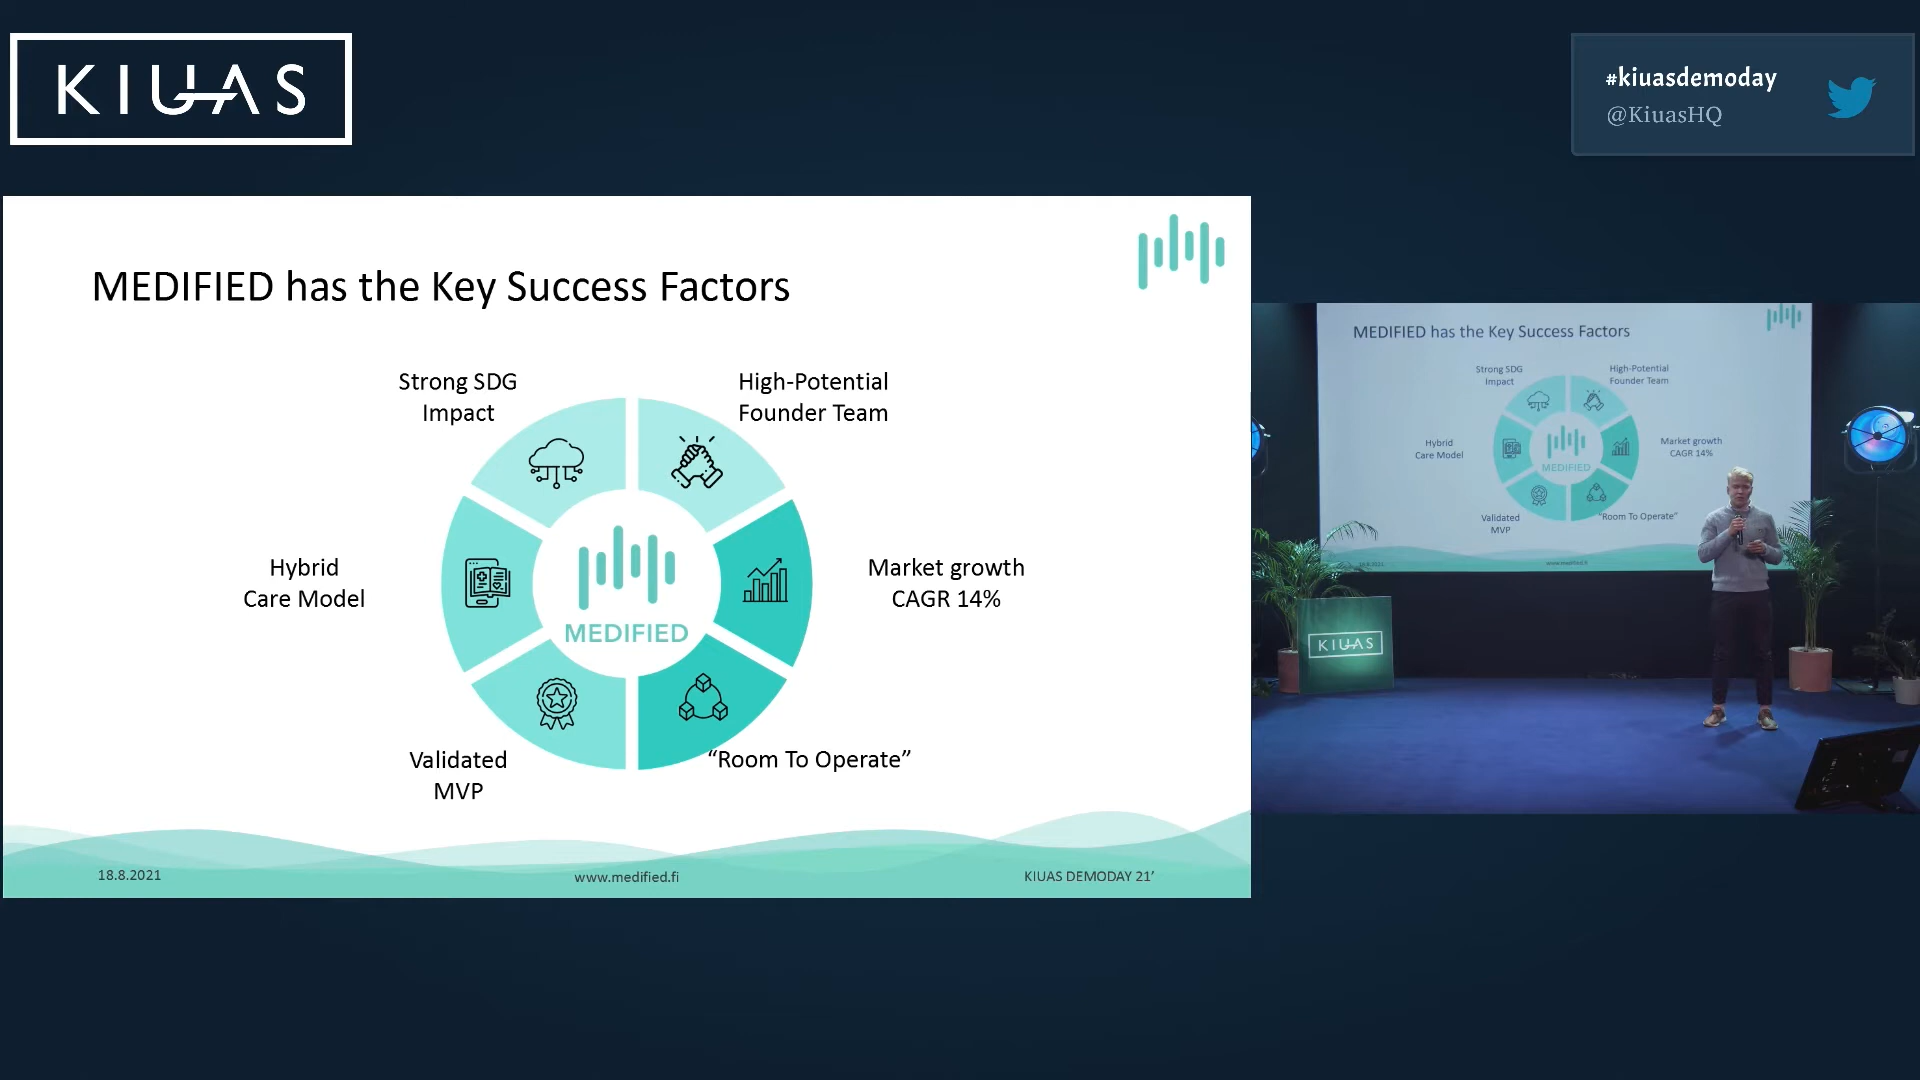 KIUAS
#kiuasdemoday
@KiuasHQ
MEDIFIED has the Key Success Factors
Strong SDG
Impact
High-Potential
Founder Team
Hybrid
Care Model
Market growth
CAGR 14%
MEDIFIED
Validated
MVP
“Room To Operate”
18.8.2021
www.medified.fi
KIUAS DEMODAY 21’
MEDIFIED has the Key Success Factors
Strong SDG
Impact
High-Potential
Founder Team
Hybrid
Care Model
Market growth
CAGR 14%
MEDIFIED
Validated
MVP
“Room To Operate”
18.8.2021
www.medified.fi
KIUAS